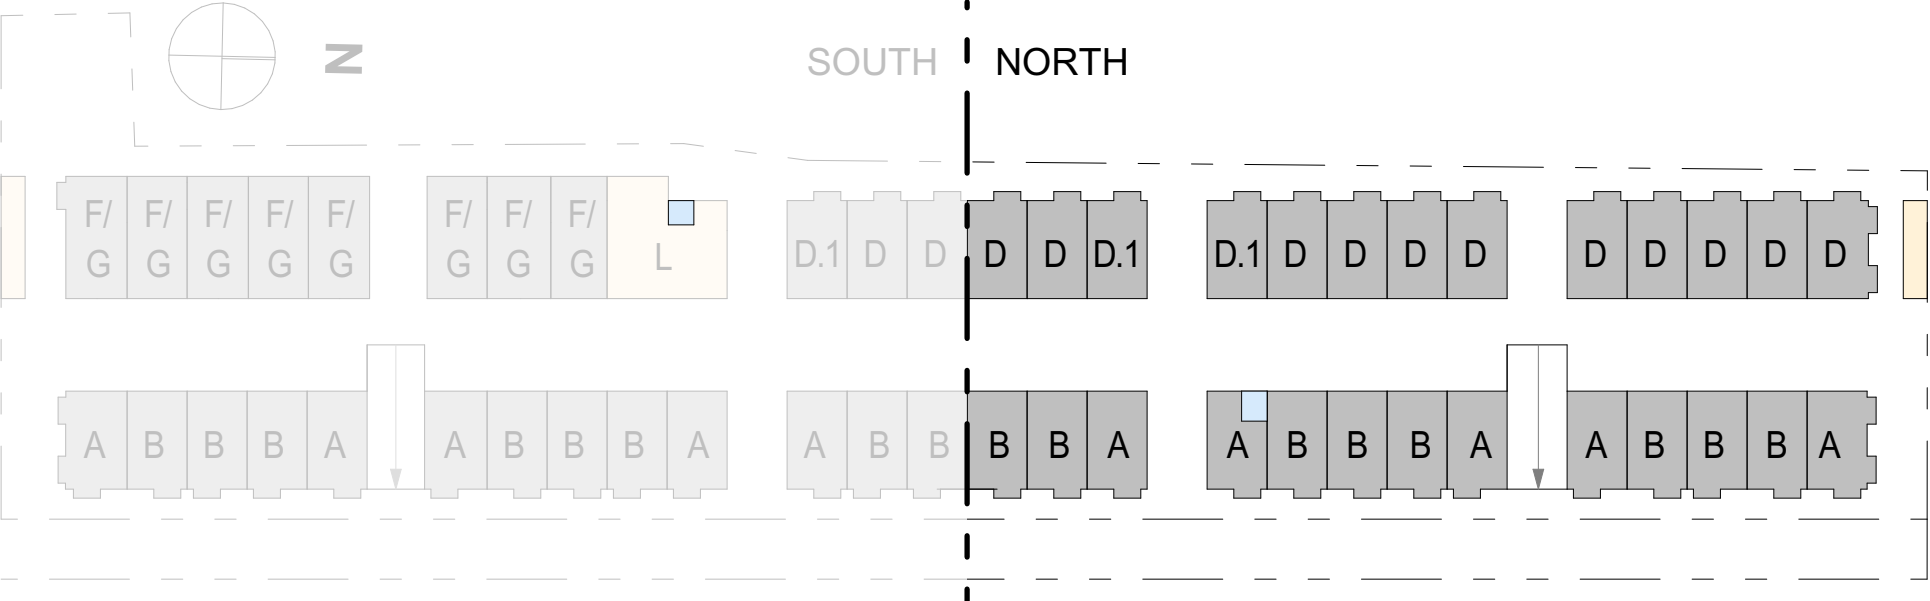 N
SOUTH NORTH
F/ F/ F/ F/ F/ F/ F/ F/
G G G G G G G G L D.1 D D D D D.1 D.1 D D D D D D D D D
A B B B A A B B B A A B B B B A A B B B A A B B B A